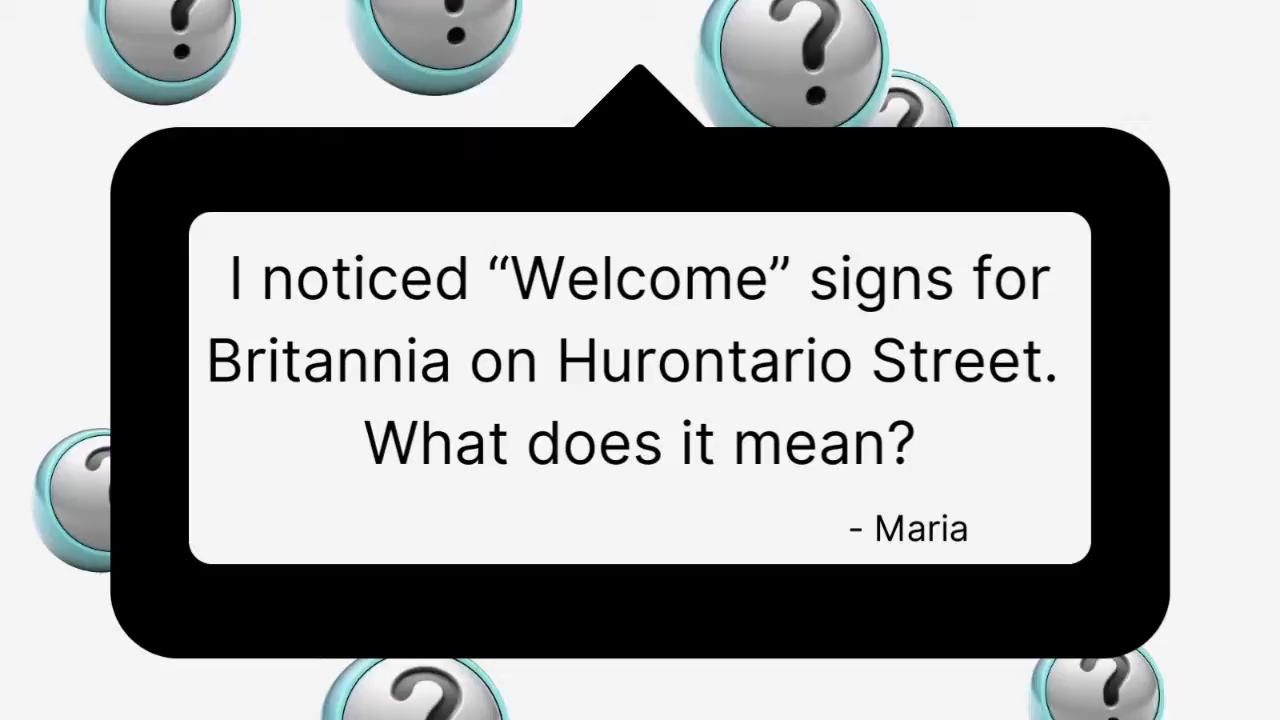 I noticed “Welcome” signs for
Britannia on Hurontario Street.
What does it mean?
- Maria